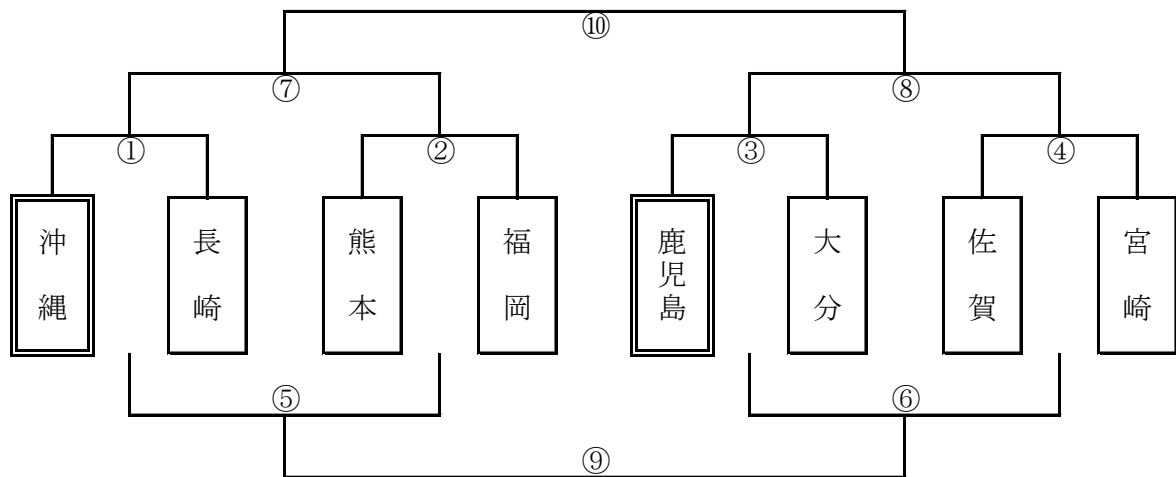 ⑩
⑦
⑧
①
②
③
④
沖縄
長崎
熊本
福岡
鹿児島
大分
佐賀
宮崎
⑤
⑥
⑨